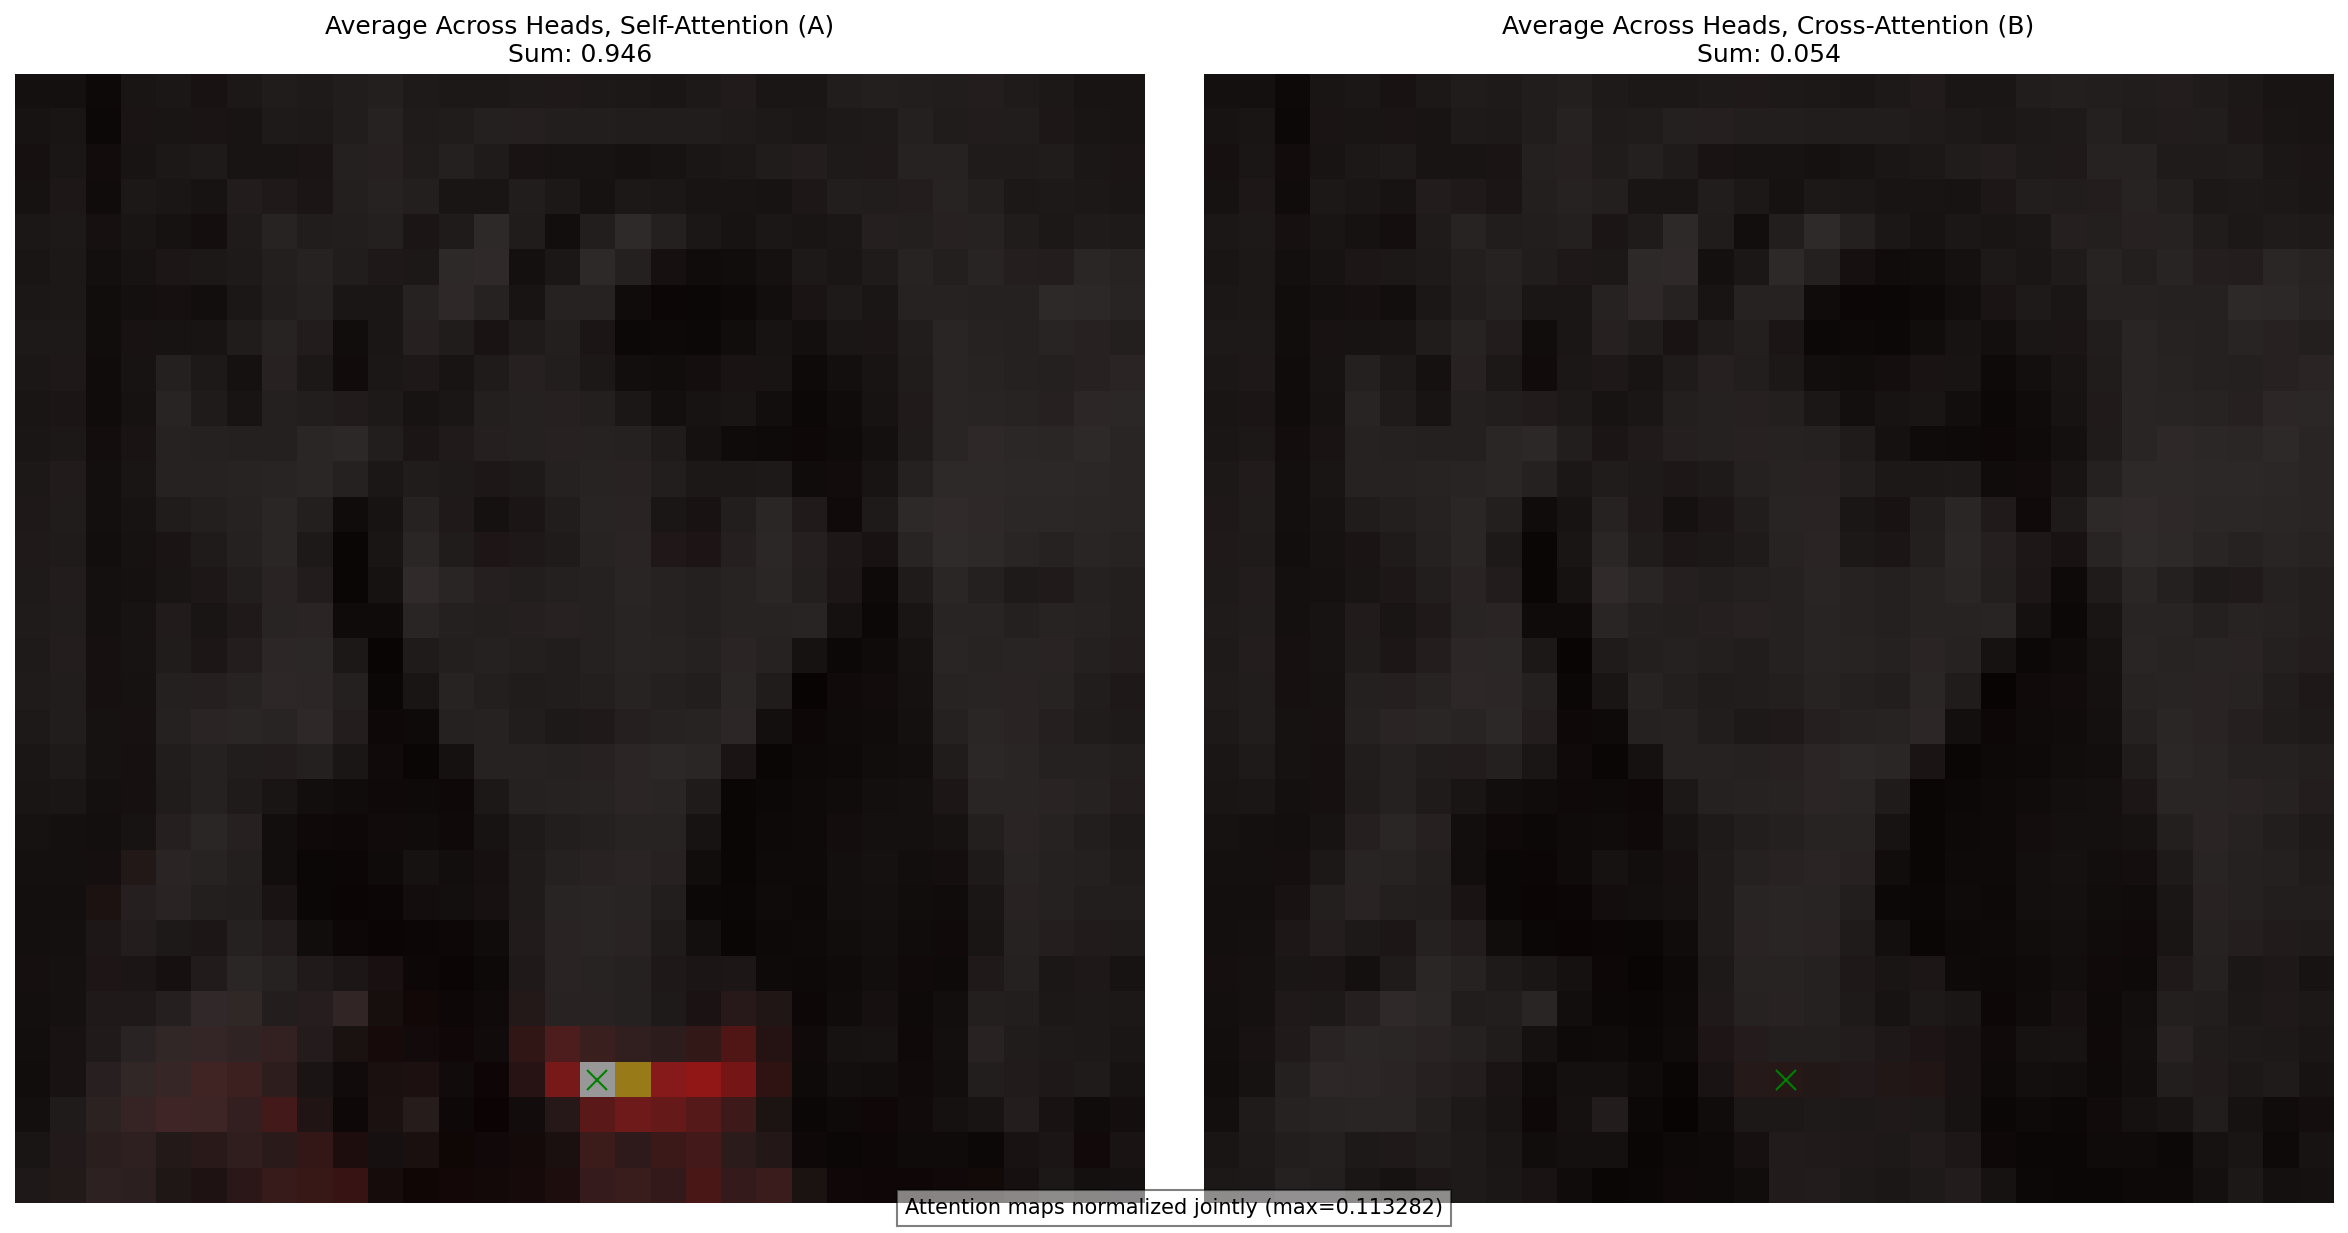 Average Across Heads, Self-Attention (A)
Sum: 0.946
Average Across Heads, Cross-Attention (B)
Sum: 0.054
Attention maps normalized jointly (max=0.113282)